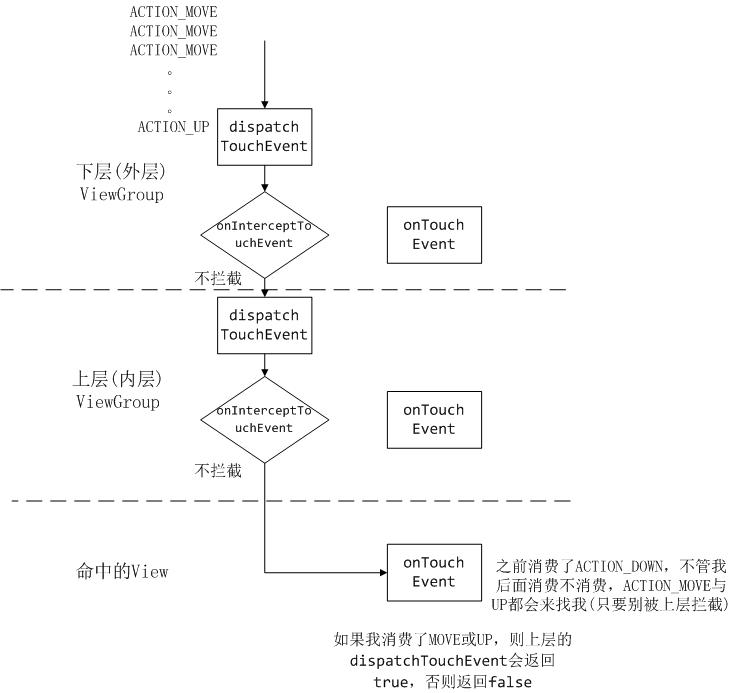 ACTION_MOVE
ACTION_MOVE
ACTION_MOVE
。
。
。
ACTION_UP
dispatch
TouchEvent
下层(外层)
ViewGroup
onInterceptTo
uchEvent
onTouch
Event
不拦截
dispatch
TouchEvent
上层(内层)
ViewGroup
onInterceptTo
uchEvent
onTouch
Event
不拦截
命中的View
onTouch
Event
之前消费了ACTION_DOWN，不管我
后面消费不消费，ACTION_MOVE与
UP都会来找我(只要别被上层拦截)
如果我消费了MOVE或UP，则上层的
dispatchTouchEvent会返回
true，否则返回false